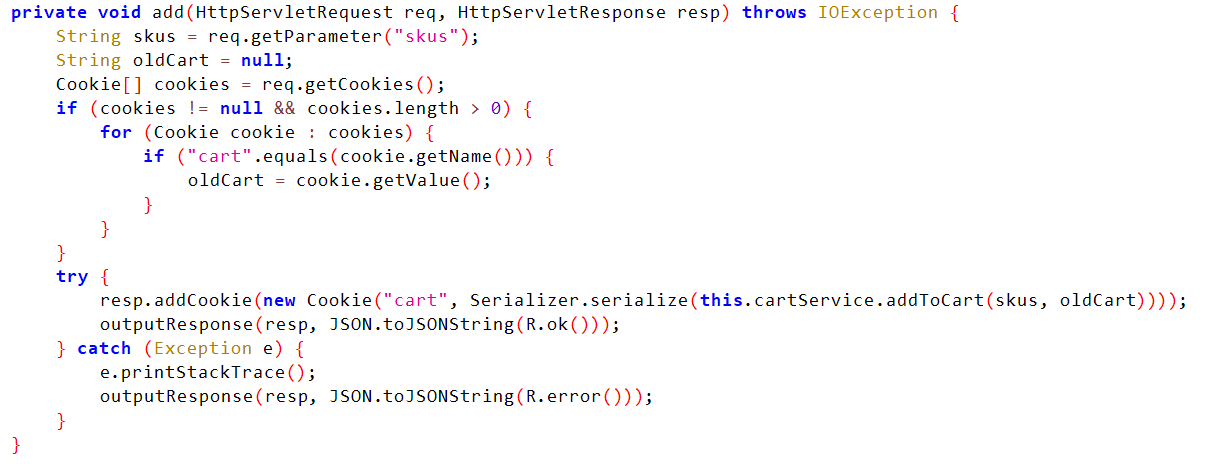 private void add(HttpServletRequest req, HttpServletResponse resp) throws IOException {
    String skus = req.getParameter("skus");
    String oldCart = null;
    Cookie[] cookies = req.getCookies();
    if (cookies != null && cookies.length > 0) {
        for (Cookie cookie : cookies) {
            if ("cart".equals(cookie.getName())) {
                oldCart = cookie.getValue();
            }
        }
    }
    try {
        resp.addCookie(new Cookie("cart", Serializer.serialize(this.cartService.addToCart(skus, oldCart))));
        outputResponse(resp, JSON.toJSONString(R.ok()));
    } catch (Exception e) {
        e.printStackTrace();
        outputResponse(resp, JSON.toJSONString(R.error()));
    }
}